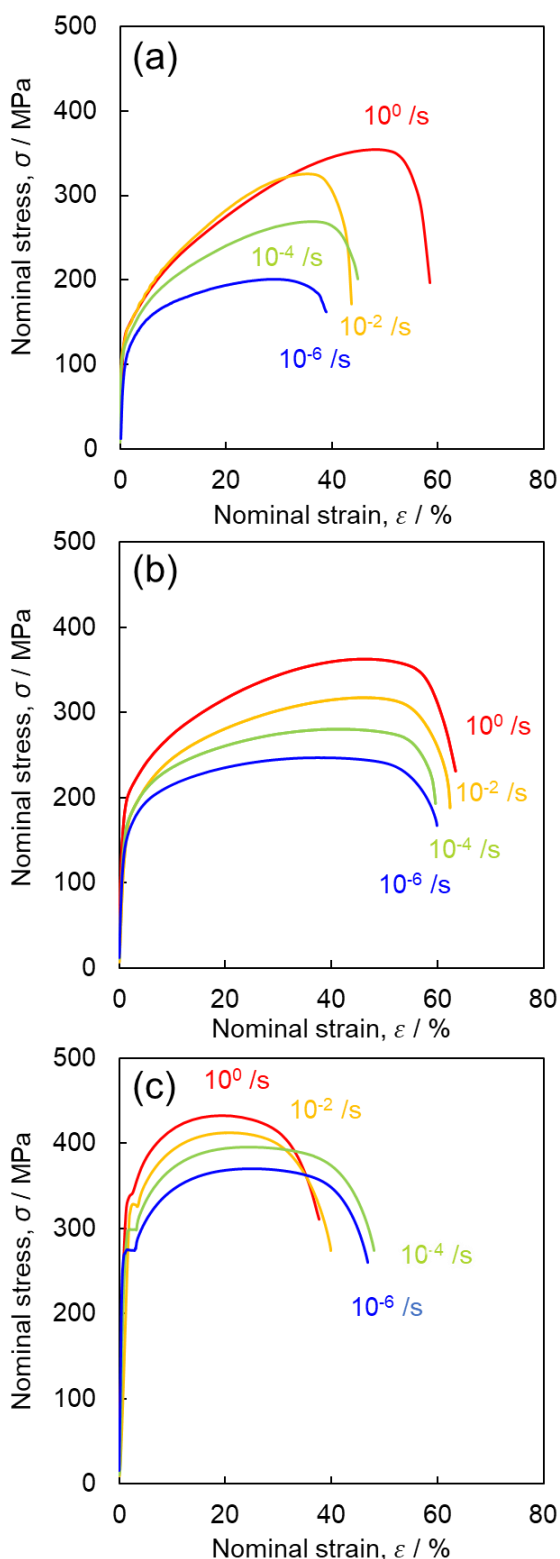 (a)
500
400
300
200
100
0
Nominal stress, σ / MPa
10⁰ /s
10⁻⁴ /s
10⁻² /s
10⁻⁶ /s
0 20 40 60 80
Nominal strain, ε / %
(b)
500
400
300
200
100
0
Nominal stress, σ / MPa
10⁰ /s
10⁻² /s
10⁻⁴ /s
10⁻⁶ /s
0 20 40 60 80
Nominal strain, ε / %
(c)
500
400
300
200
100
0
Nominal stress, σ / MPa
10⁰ /s
10⁻² /s
10⁻⁴ /s
10⁻⁶ /s
0 20 40 60 80
Nominal strain, ε / %